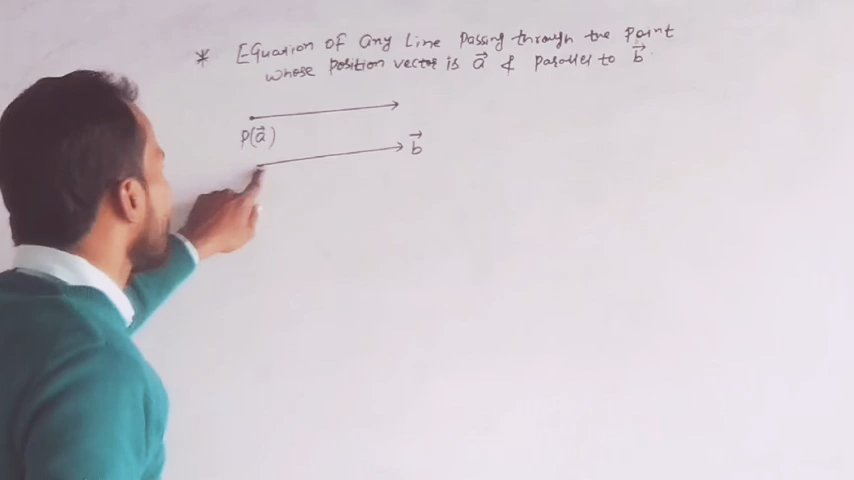 * Equation of any Line Passing through the Point
whose position vector is a⃗ & Parallel to b⃗.
P(a⃗)
b⃗